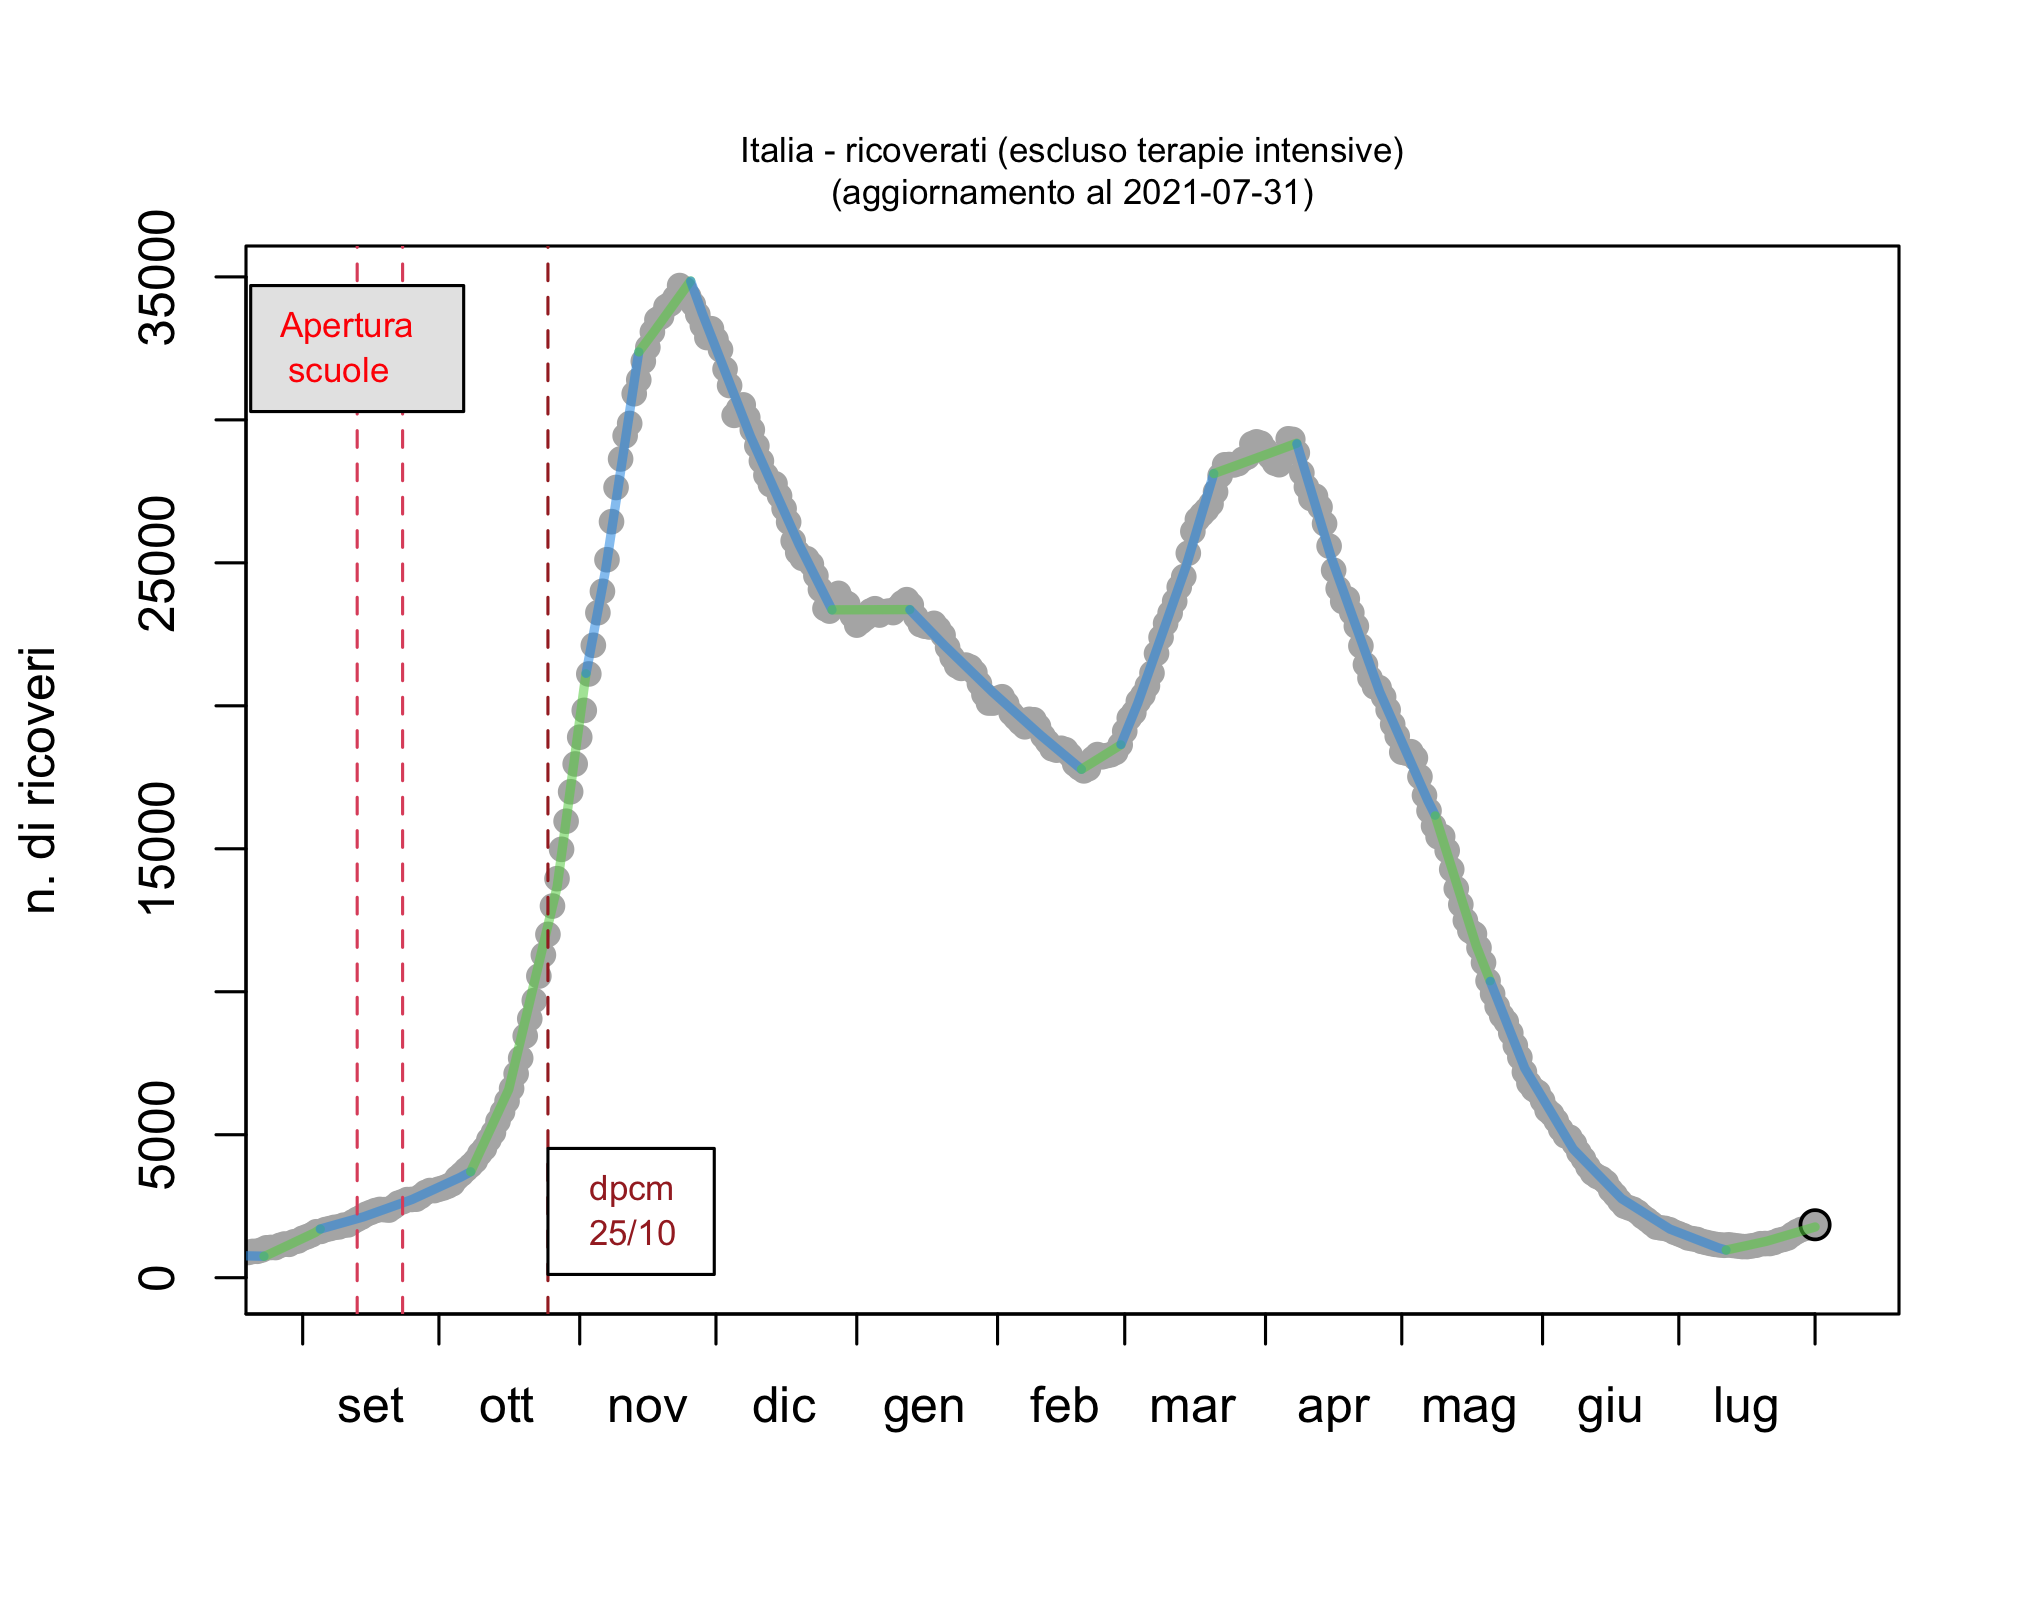 Italia - ricoverati (escluso terapie intensive)
(aggiornamento al 2021-07-31)
n. di ricoveri
35000
25000
15000
5000
0
Apertura
scuole
dpcm
25/10
set ott nov dic gen feb mar apr mag giu lug